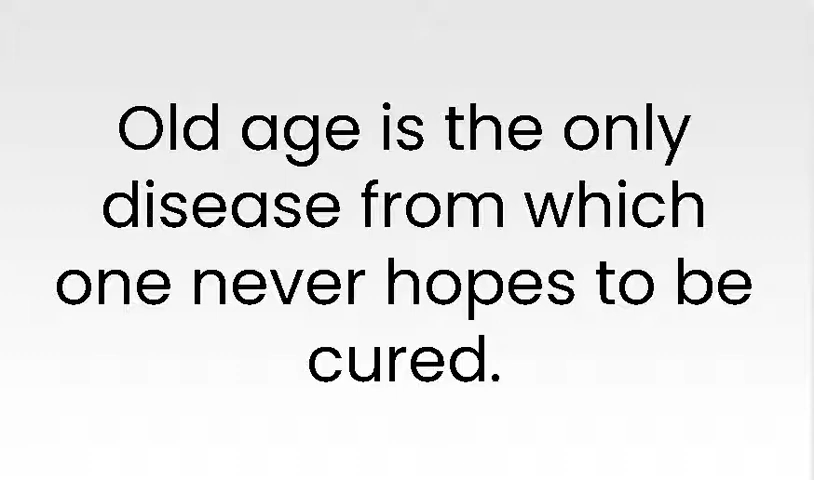 Old age is the only
disease from which
one never hopes to be
cured.